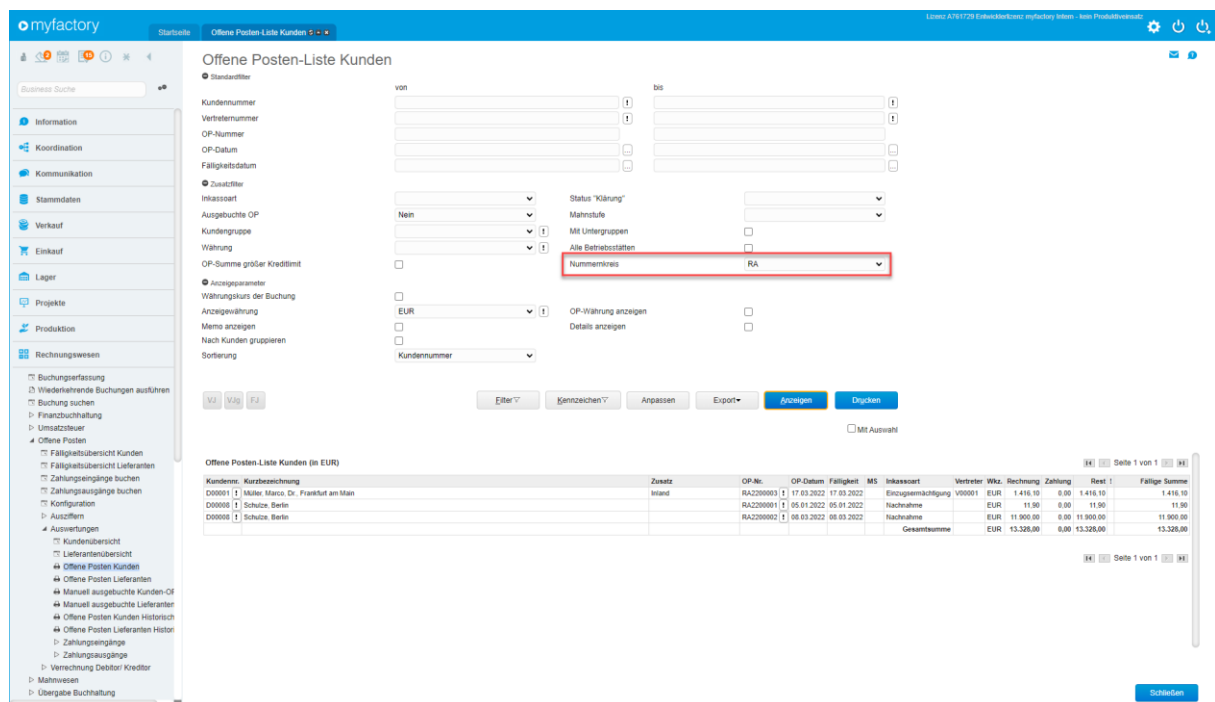 Lizenz A761729 Entwicklerlizenz myfactory Intern - kein Produktiveinsatz
myfactory
Startseite
Offene Posten-Liste Kunden
Business Suche
Information
Koordination
Kommunikation
Stammdaten
Verkauf
Einkauf
Lager
Projekte
Produktion
Rechnungswesen
Buchungserfassung
Wiederkehrende Buchungen ausführen
Buchung suchen
Finanzbuchhaltung
Umsatzsteuer
Offene Posten
Fälligkeitsübersicht Kunden
Fälligkeitsübersicht Lieferanten
Zahlungseingänge buchen
Zahlungsausgänge buchen
Konfiguration
Ausziffern
Auswertungen
Kundenübersicht
Lieferantenübersicht
Offene Posten Kunden
Offene Posten Lieferanten
Manuell ausgebuchte Kunden-OP
Manuell ausgebuchte Lieferanten
Offene Posten Kunden Historisch
Offene Posten Lieferanten Histori
Zahlungseingänge
Zahlungsausgänge
Verrechnung Debitor/ Kreditor
Mahnwesen
Übergabe Buchhaltung
Offene Posten-Liste Kunden
Standardfilter
von bis
Kundennummer
Vertreternummer
OP-Nummer
OP-Datum
Fälligkeitsdatum
Zusatzfilter
Inkassoart Status "Klärung"
Ausgebuchte OP Nein Mahnstufe
Kundengruppe Mit Untergruppen
Währung Alle Betriebsstätten
OP-Summe größer Kreditlimit Nummernkreis RA
Anzeigeparameter
Währungskurs der Buchung
Anzeigewährung EUR OP-Währung anzeigen
Memo anzeigen Details anzeigen
Nach Kunden gruppieren
Sortierung Kundennummer
VJ VJg FJ Filter Kennzeichen Anpassen Export Anzeigen Drucken
Mit Auswahl
Offene Posten-Liste Kunden (in EUR) Seite 1 von 1
Kundennr. Kurzbezeichnung Zusatz OP-Nr. OP-Datum Fälligkeit MS Inkassoart Vertreter Wkz. Rechnung Zahlung Rest ! Fällige Summe
D00001 ! Müller, Marco, Dr., Frankfurt am Main Inland RA2200003 ! 17.03.2022 17.03.2022 Einzugsermächtigung V00001 EUR 1.416,10 0,00 1.416,10 1.416,10
D00008 ! Schulze, Berlin RA2200001 ! 05.01.2022 05.01.2022 Nachnahme EUR 11,90 0,00 11,90 11,90
D00008 ! Schulze, Berlin RA2200002 ! 08.03.2022 08.03.2022 Nachnahme EUR 11.900,00 0,00 11.900,00 11.900,00
Gesamtsumme EUR 13.328,00 0,00 13.328,00 13.328,00
Seite 1 von 1
Schließen